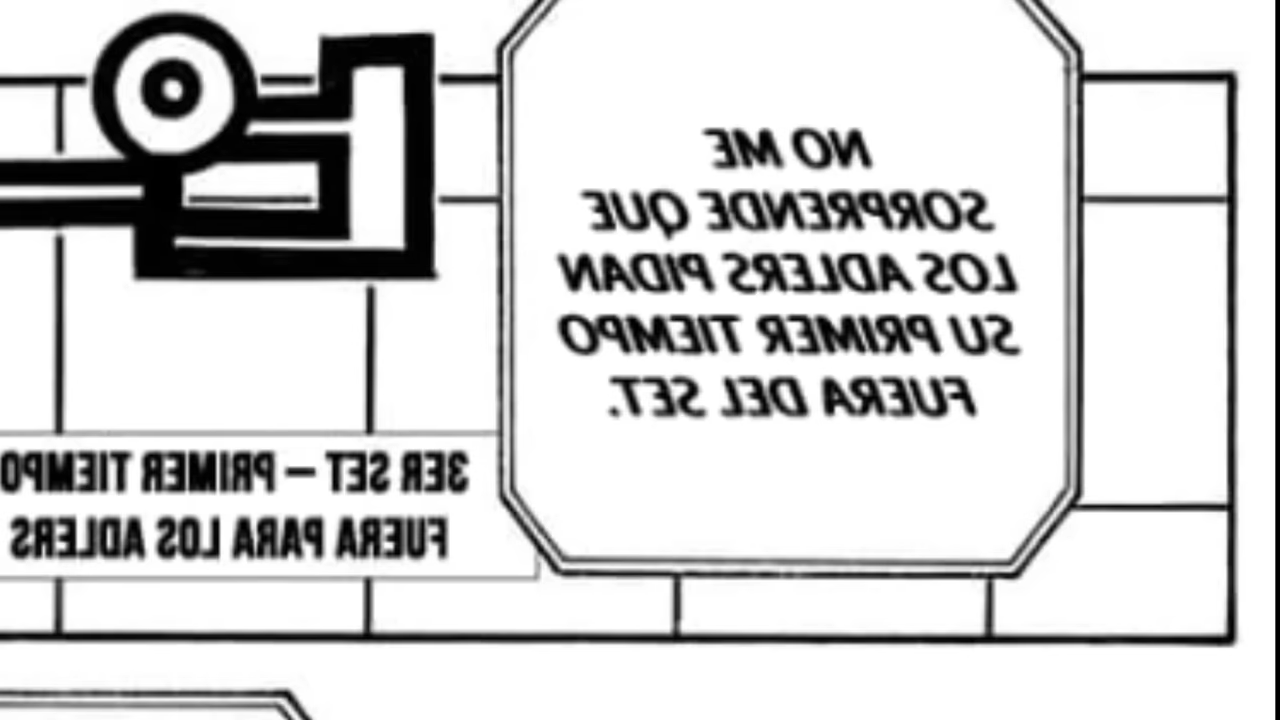 NO ME
SORPRENDE QUE
LOS ADLERS PIDAN
SU PRIMER TIEMPO
FUERA DEL SET.
3ER SET – PRIMER TIEMPO
FUERA PARA LOS ADLERS